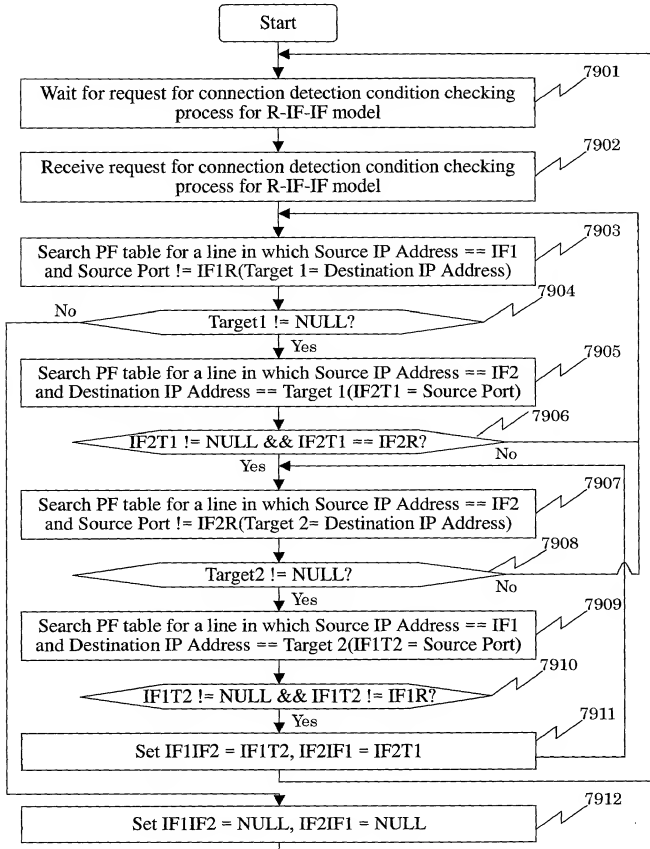 Start
7901
Wait for request for connection detection condition checking
process for R-IF-IF model
7902
Receive request for connection detection condition checking
process for R-IF-IF model
7903
Search PF table for a line in which Source IP Address == IF1
and Source Port != IF1R(Target 1= Destination IP Address)
7904
No
Target1 != NULL?
Yes
7905
Search PF table for a line in which Source IP Address == IF2
and Destination IP Address == Target 1(IF2T1 = Source Port)
7906
IF2T1 != NULL && IF2T1 == IF2R?
No
Yes
7907
Search PF table for a line in which Source IP Address == IF2
and Source Port != IF2R(Target 2= Destination IP Address)
7908
Target2 != NULL?
No
Yes
7909
Search PF table for a line in which Source IP Address == IF1
and Destination IP Address == Target 2(IF1T2 = Source Port)
7910
IF1T2 != NULL && IF1T2 != IF1R?
Yes
7911
Set IF1IF2 = IF1T2, IF2IF1 = IF2T1
7912
Set IF1IF2 = NULL, IF2IF1 = NULL